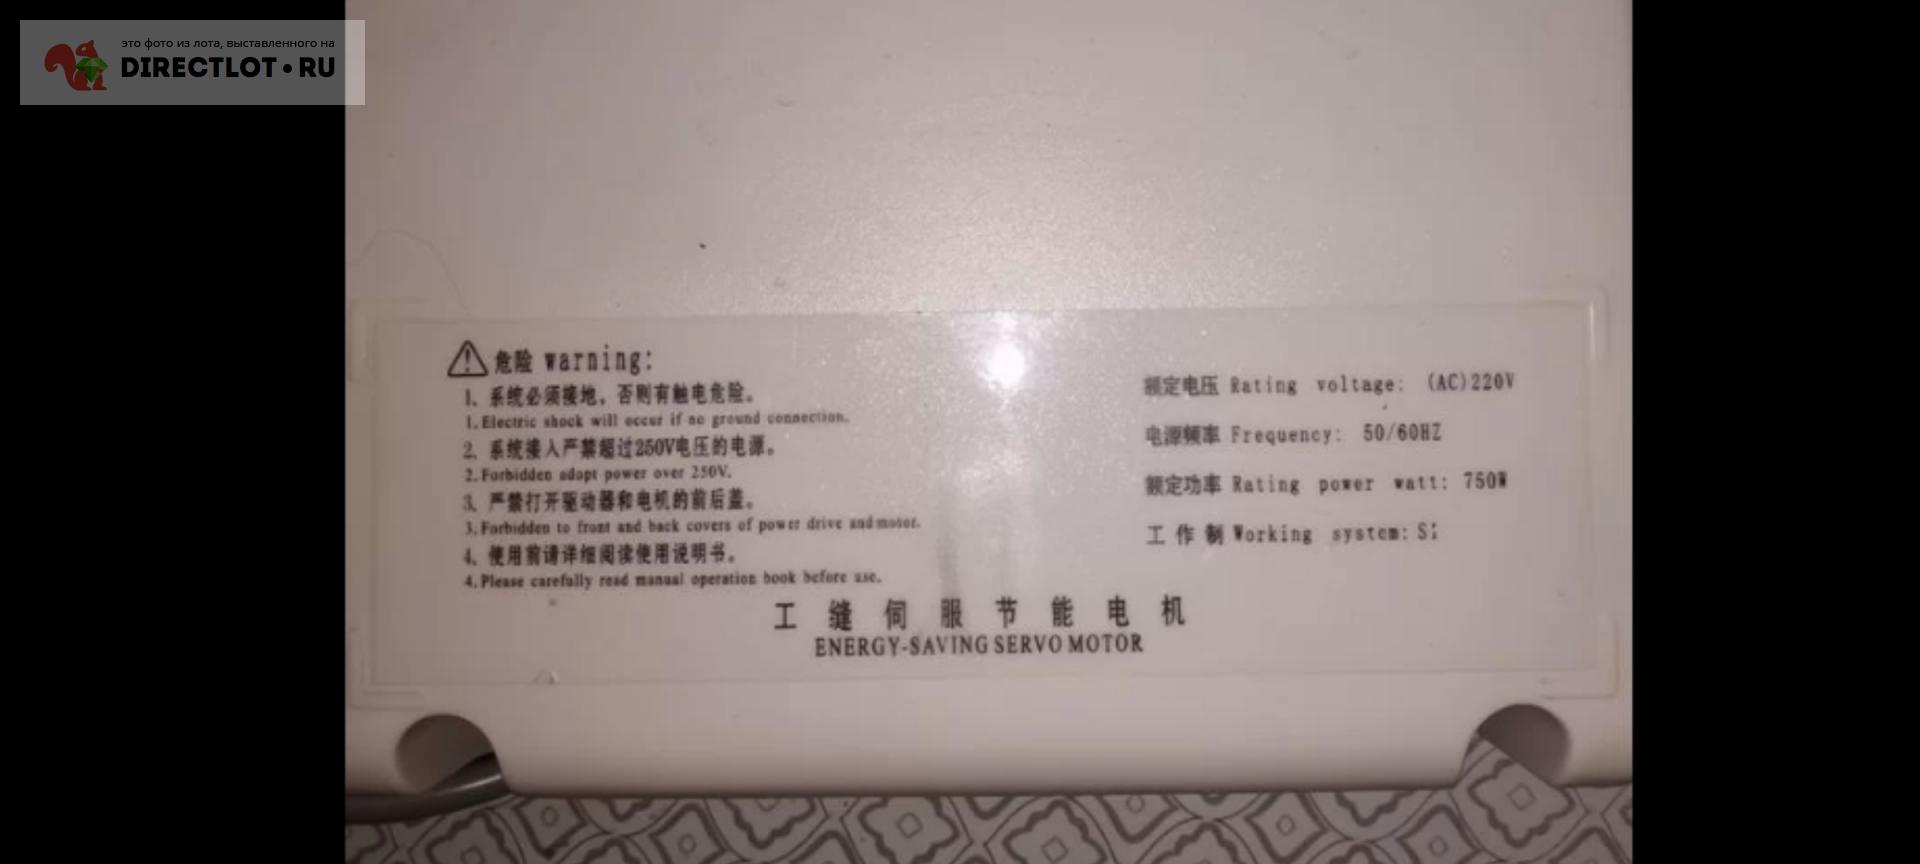 это фото из лота, выставленного на
DIRECTLOT•RU
危险 warning:
1、系统必须接地，否则有触电危险。
1. Electric shock will occur if no ground connection.
2、系统接入严禁超过250V电压的电源。
2. Forbidden adopt power over 250V.
3、严禁打开驱动器和电机的前后盖。
3. Forbidden to front and back covers of power drive and motor.
4、使用前请详细阅读使用说明书。
4. Please carefully read manual operation book before use.
额定电压 Rating voltage: (AC)220V
电源频率 Frequency: 50/60HZ
额定功率 Rating power watt: 750W
工作制 Working system: S1
工缝伺服节能电机
ENERGY-SAVING SERVO MOTOR